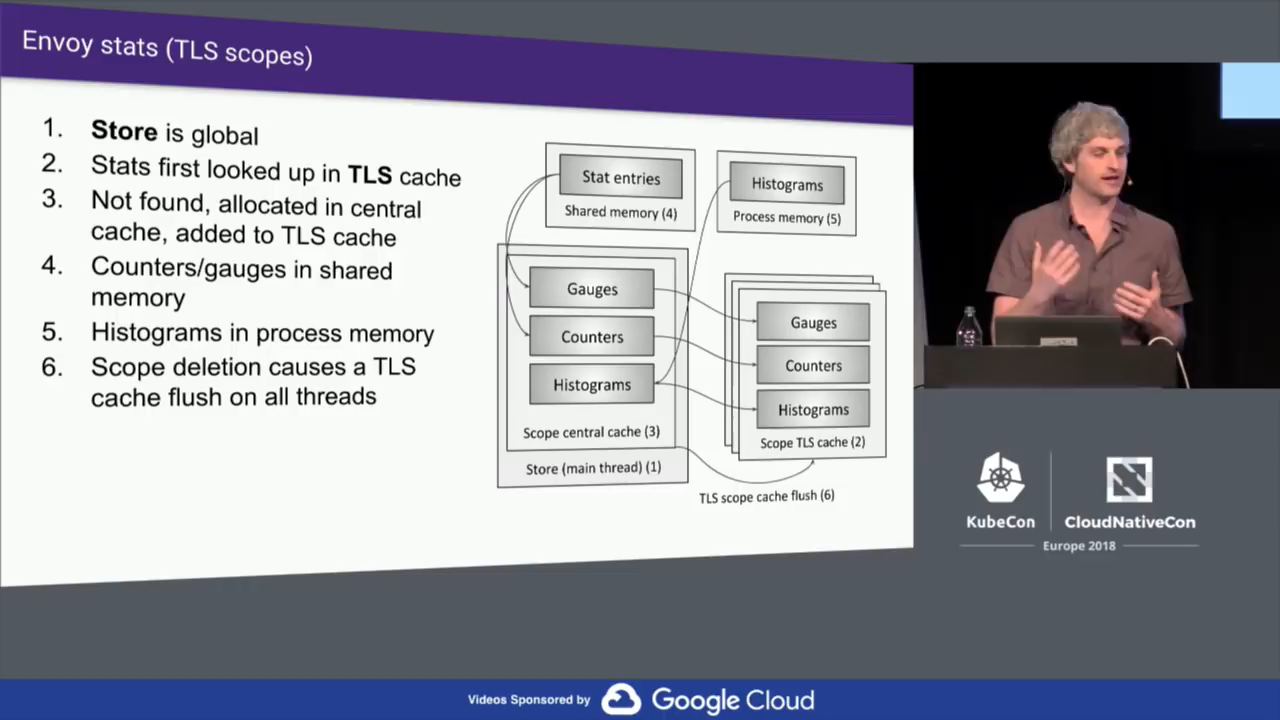 Envoy stats (TLS scopes)
1. Store is global
2. Stats first looked up in TLS cache
3. Not found, allocated in central
cache, added to TLS cache
4. Counters/gauges in shared
memory
5. Histograms in process memory
6. Scope deletion causes a TLS
cache flush on all threads
Stat entries
Shared memory (4)
Histograms
Process memory (5)
Gauges
Counters
Histograms
Scope central cache (3)
Store (main thread) (1)
Gauges
Counters
Histograms
Scope TLS cache (2)
TLS scope cache flush (6)
KubeCon
CloudNativeCon
Europe 2018
Videos Sponsored by
Google Cloud